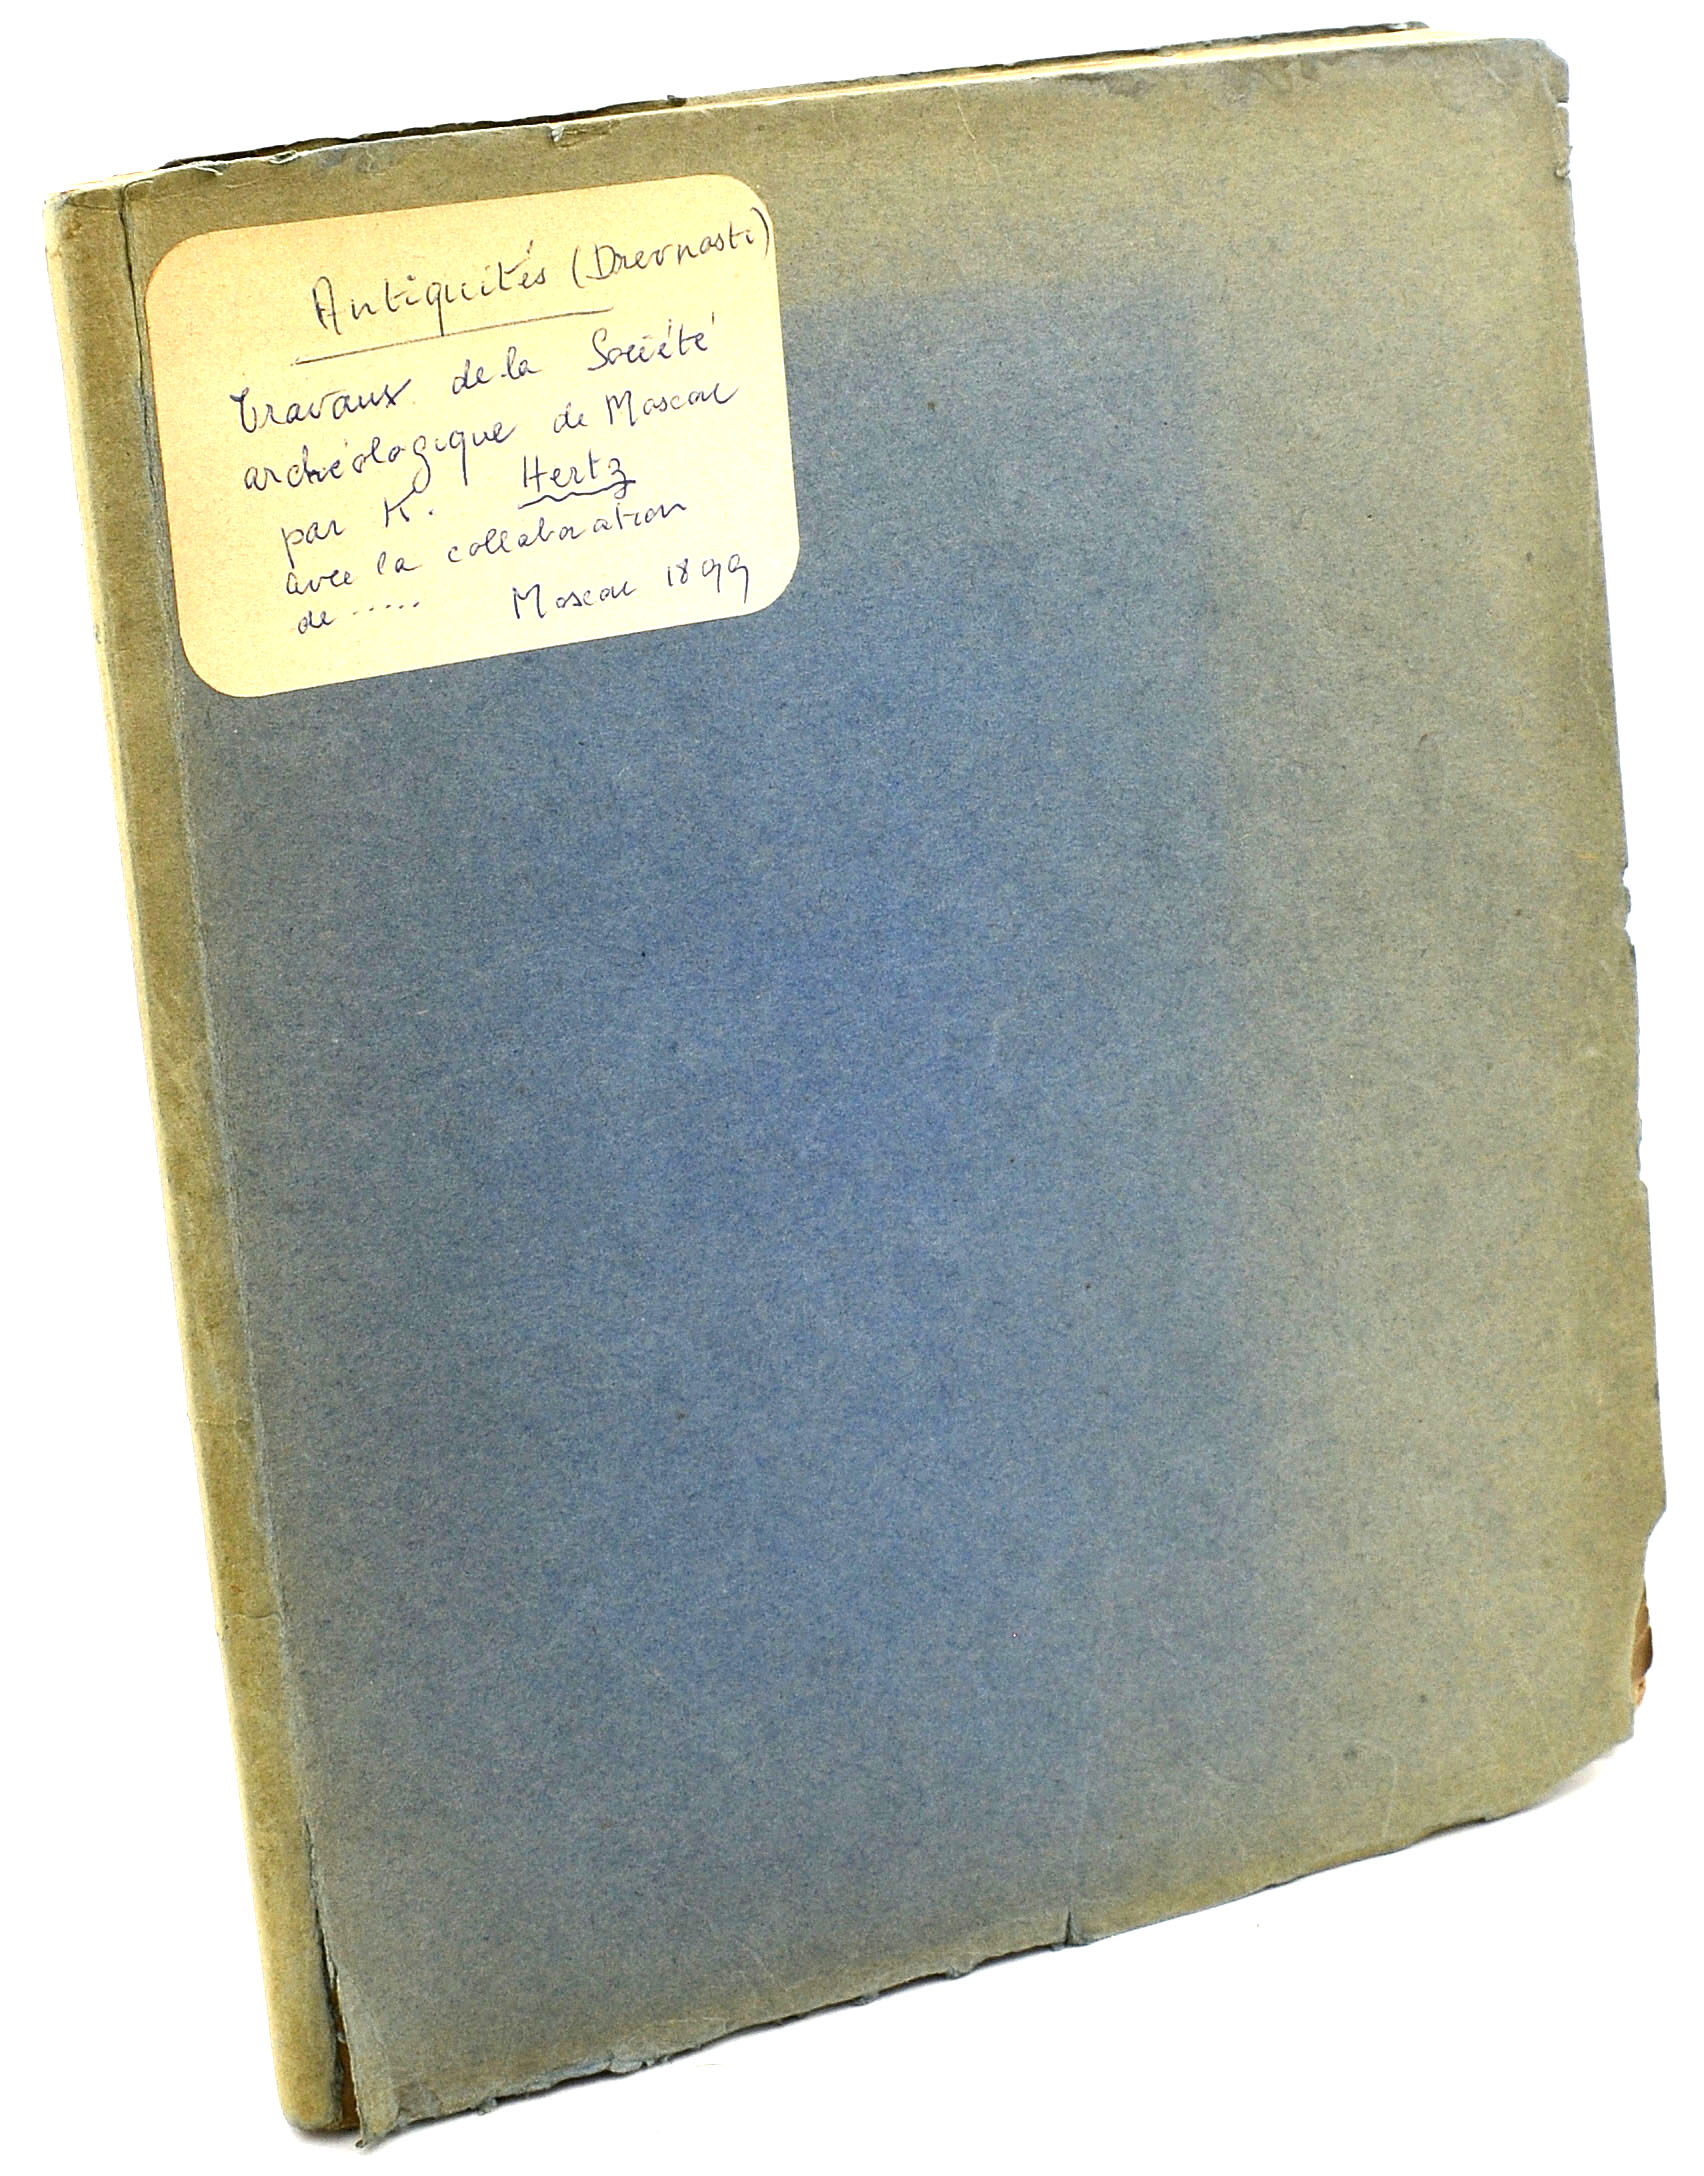 Antiquités (Drevnosti)
Travaux de la Société
archéologique de Moscou
par K. Hertz
avec la collaboration
de ..... Moscou 1899